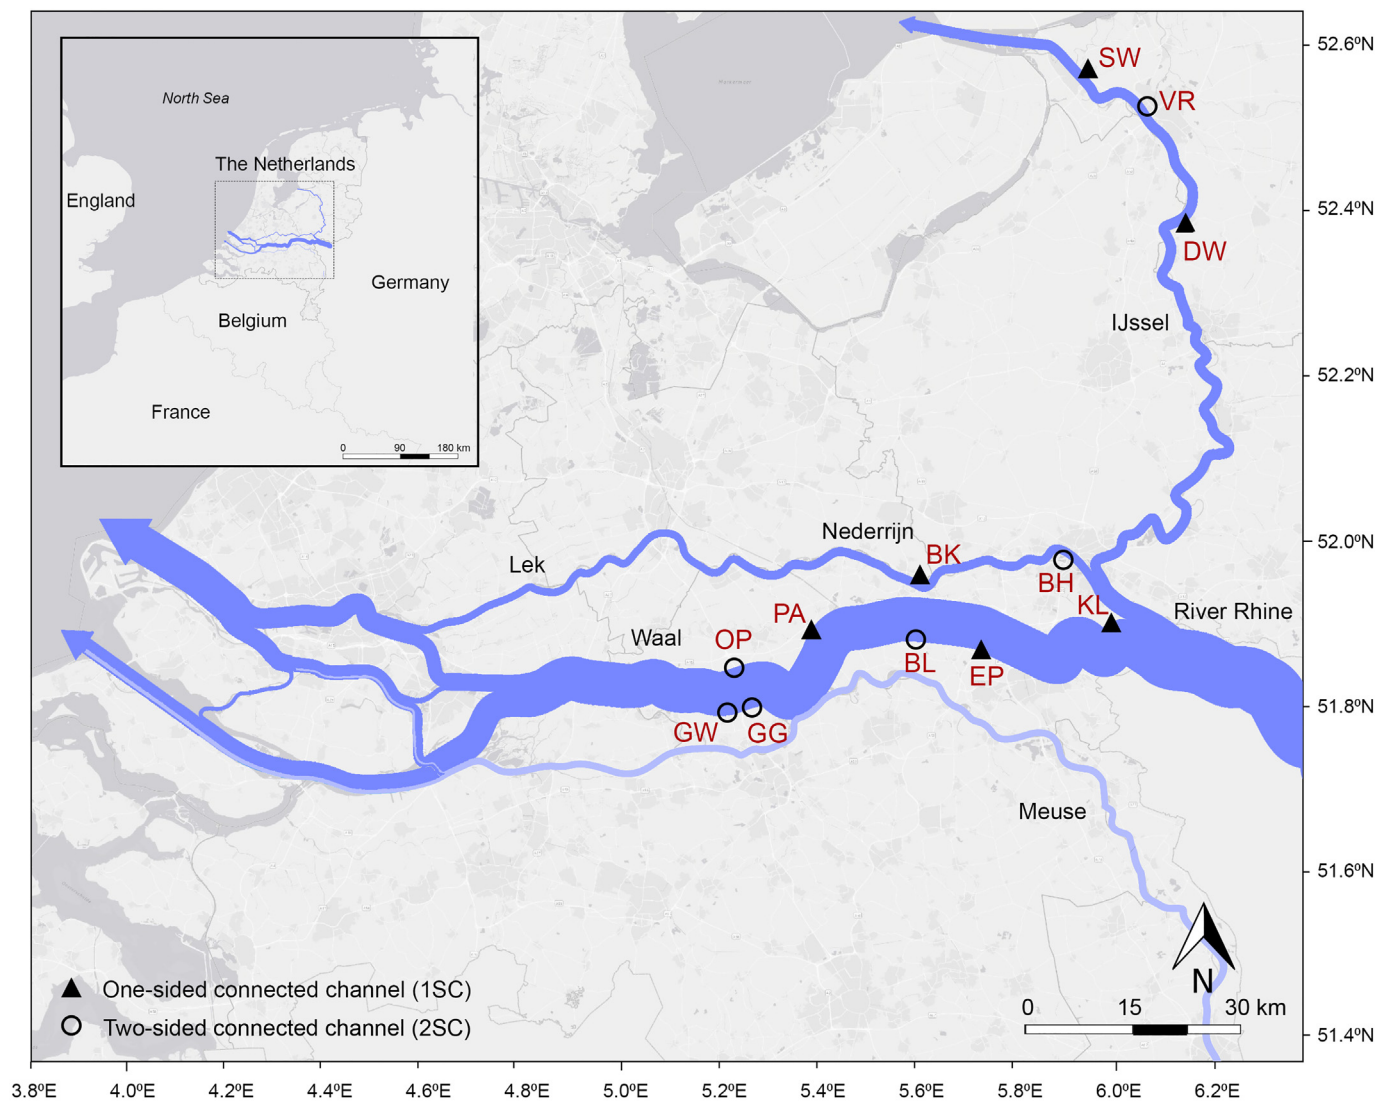 52.6ºN
SW
VR
North Sea
The Netherlands
England
52.4ºN
DW
Germany
Belgium
IJssel
52.2ºN
France
0 90 180 km
Nederrijn
52.0ºN
BK
Lek
BH
KL
River Rhine
PA
Waal
OP
BL
EP
51.8ºN
GW
GG
Meuse
51.6ºN
N
One-sided connected channel (1SC)
0 15 30 km
Two-sided connected channel (2SC)
51.4ºN
3.8ºE 4.0ºE 4.2ºE 4.4ºE 4.6ºE 4.8ºE 5.0ºE 5.2ºE 5.4ºE 5.6ºE 5.8ºE 6.0ºE 6.2ºE